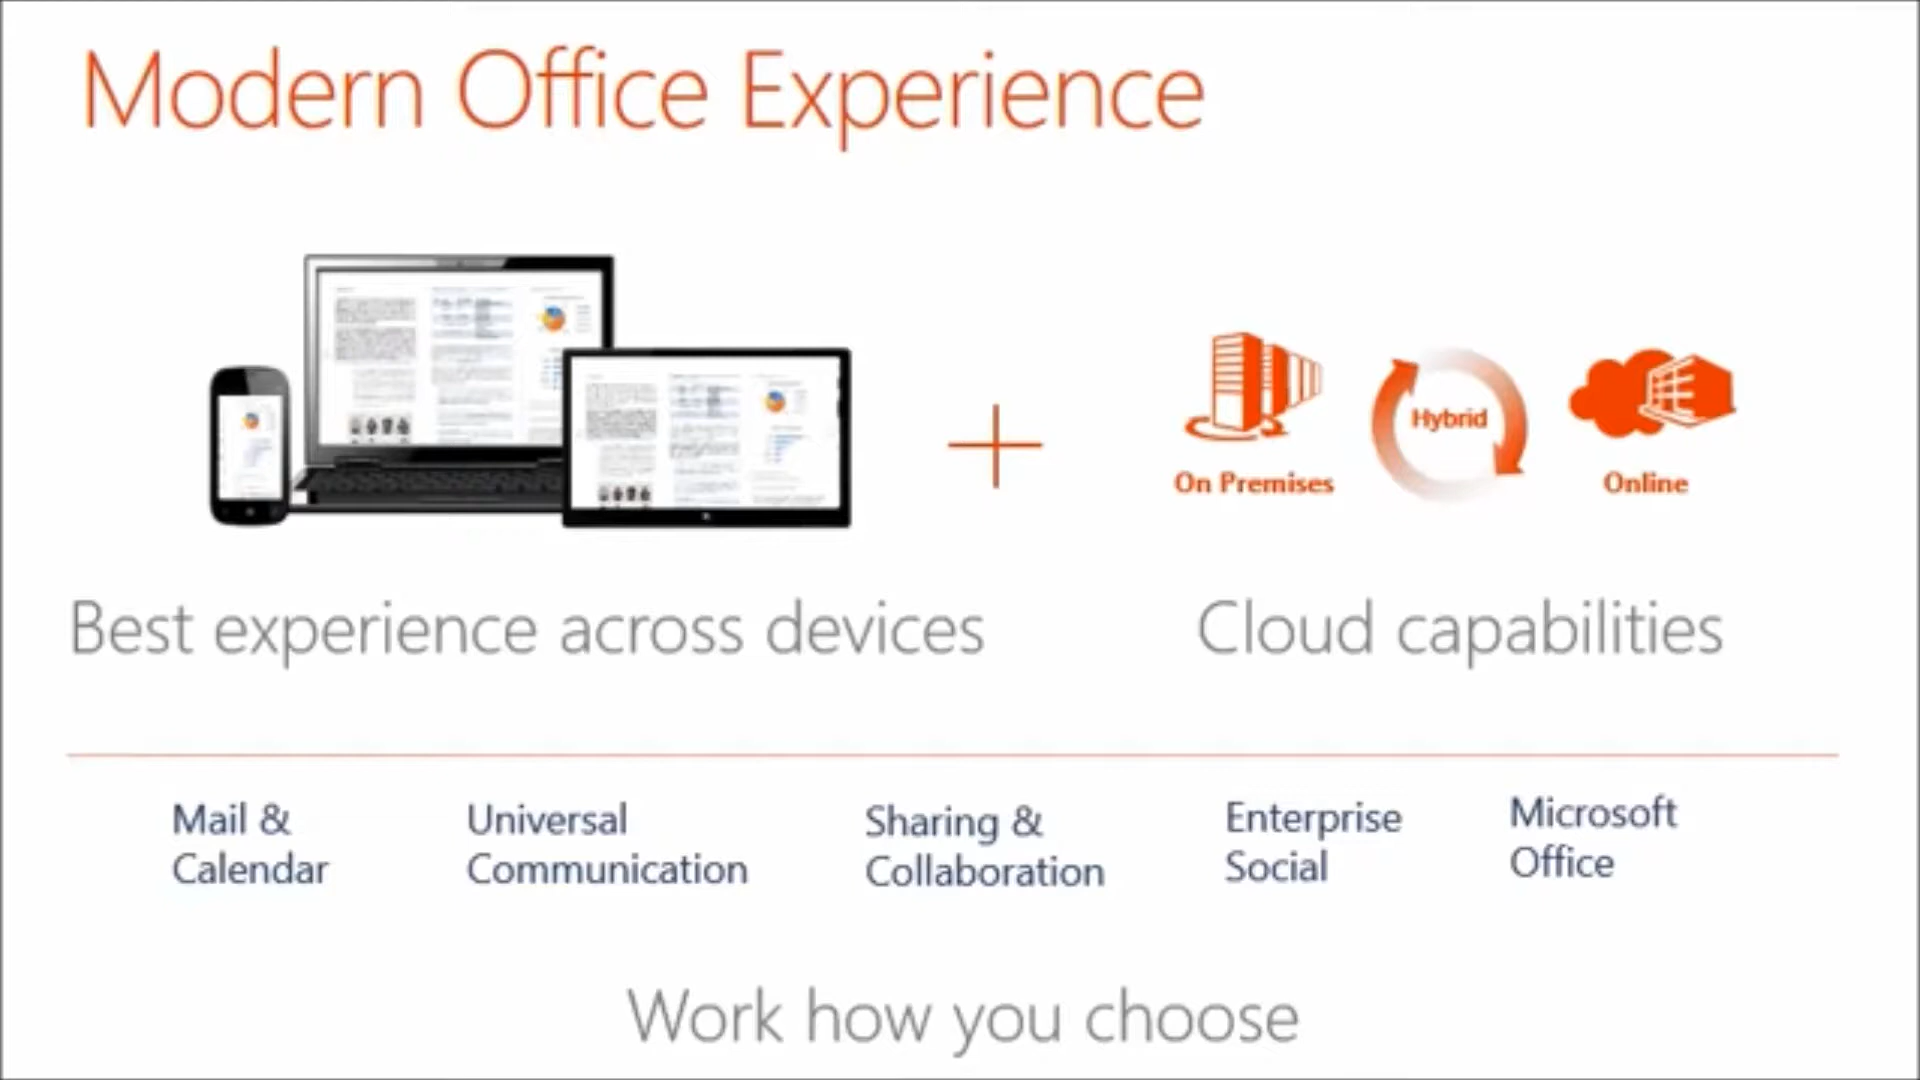 Modern Office Experience
On Premises
Hybrid
Online
Best experience across devices
Cloud capabilities
Mail &
Calendar
Universal
Communication
Sharing &
Collaboration
Enterprise
Social
Microsoft
Office
Work how you choose